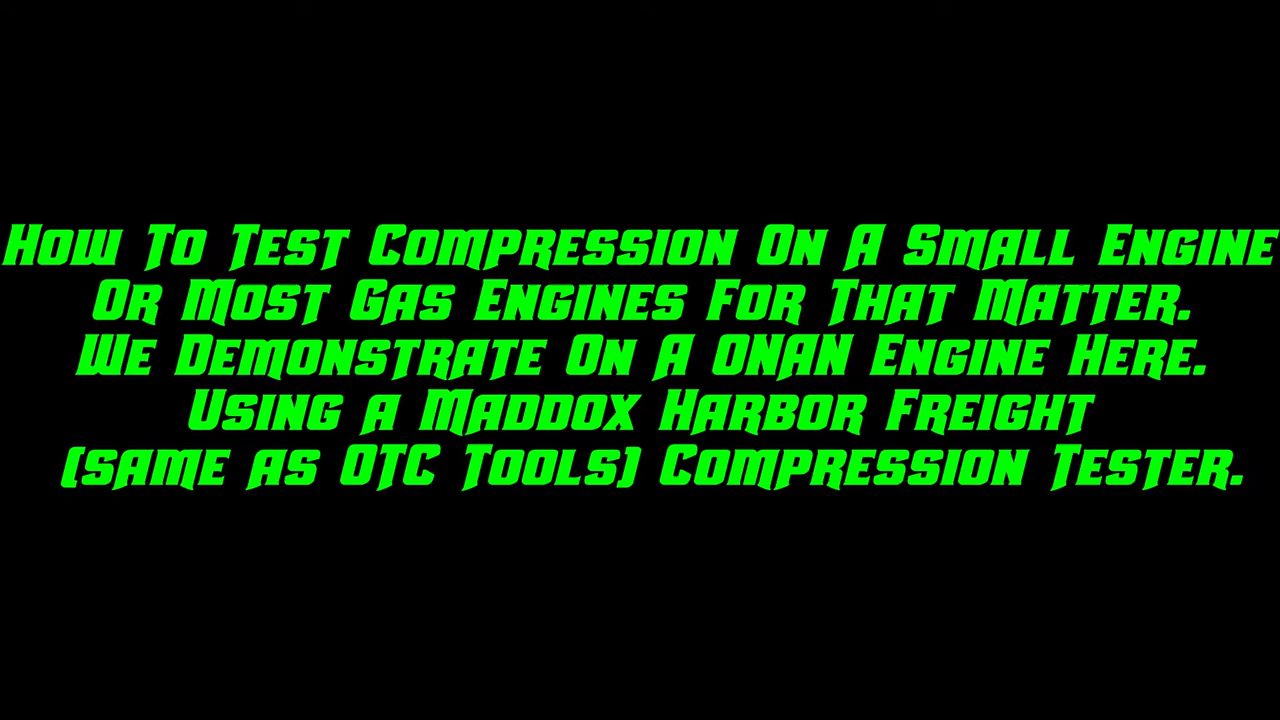 How To Test Compression On A Small Engine
Or Most Gas Engines For That Matter.
We Demonstrate On A ONAN Engine Here.
Using a Maddox Harbor Freight
(same as OTC Tools) Compression Tester.